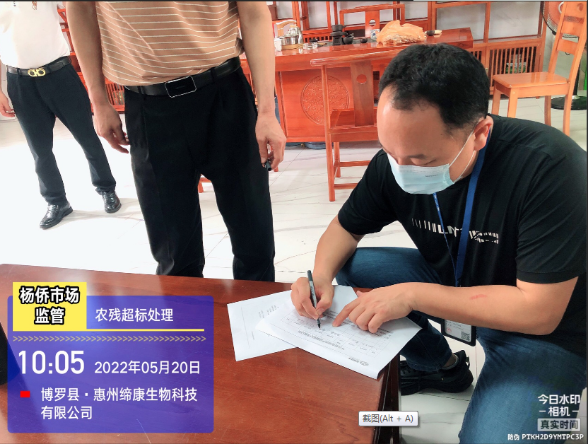 杨侨市场
监管
农残超标处理
10:05
2022年05月20日
博罗县·惠州缔康生物科技
有限公司
截图(Alt + A)
今日水印
相机
真实时间
防伪 PTKH2D9YMTPC38